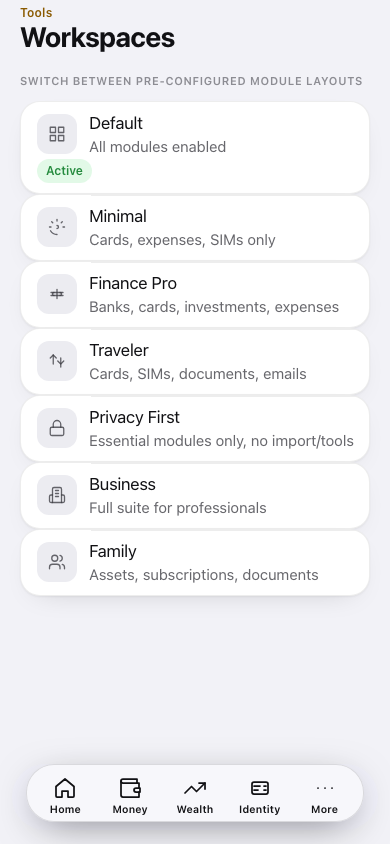 Tools
Workspaces
SWITCH BETWEEN PRE-CONFIGURED MODULE LAYOUTS
Default
All modules enabled
Active
Minimal
Cards, expenses, SIMs only
Finance Pro
Banks, cards, investments, expenses
Traveler
Cards, SIMs, documents, emails
Privacy First
Essential modules only, no import/tools
Business
Full suite for professionals
Family
Assets, subscriptions, documents
Home Money Wealth Identity More